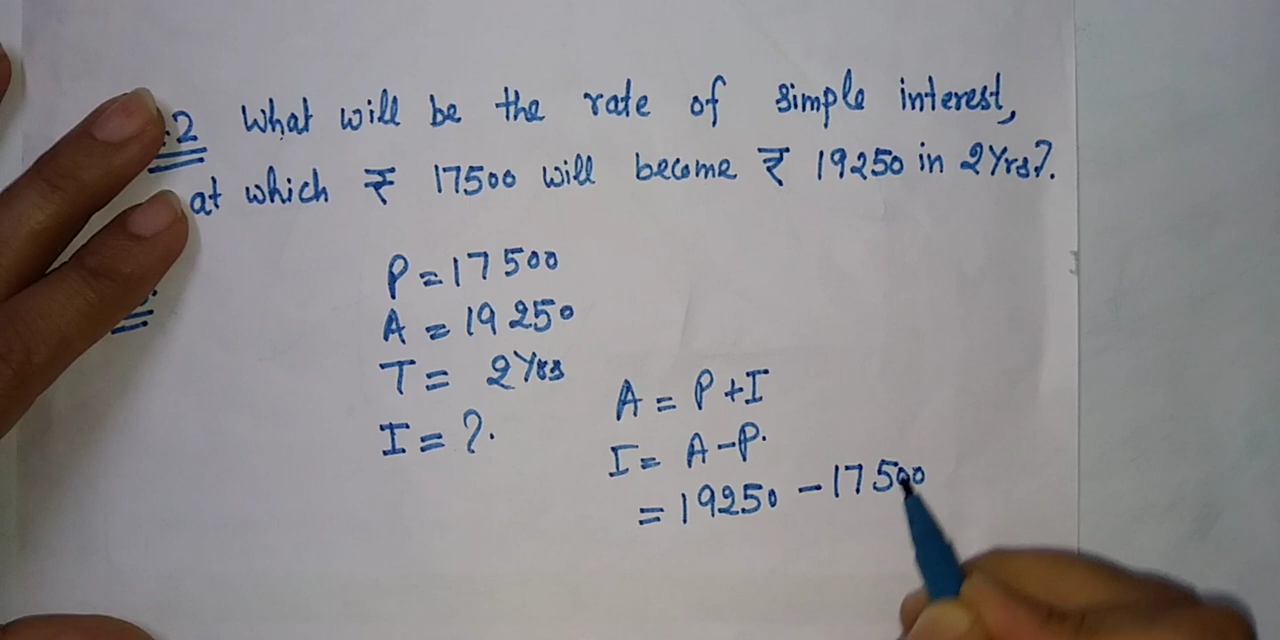 .2 What will be the rate of simple interest,
at which ₹ 17500 will become ₹ 19250 in 2Yrs?.
P = 17500
A = 19250
T = 2Yrs
I = ?.
A = P+I
I = A-P.
= 19250 - 17500